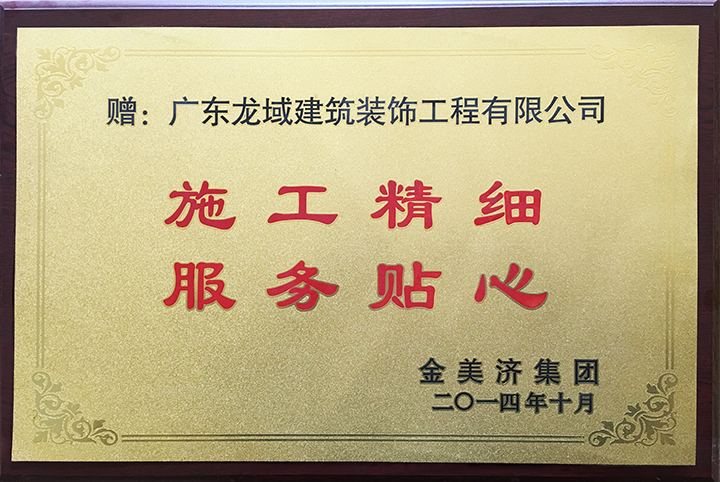 赠：广东龙域建筑装饰工程有限公司
施工精细
服务贴心
金美济集团
二〇一四年十月